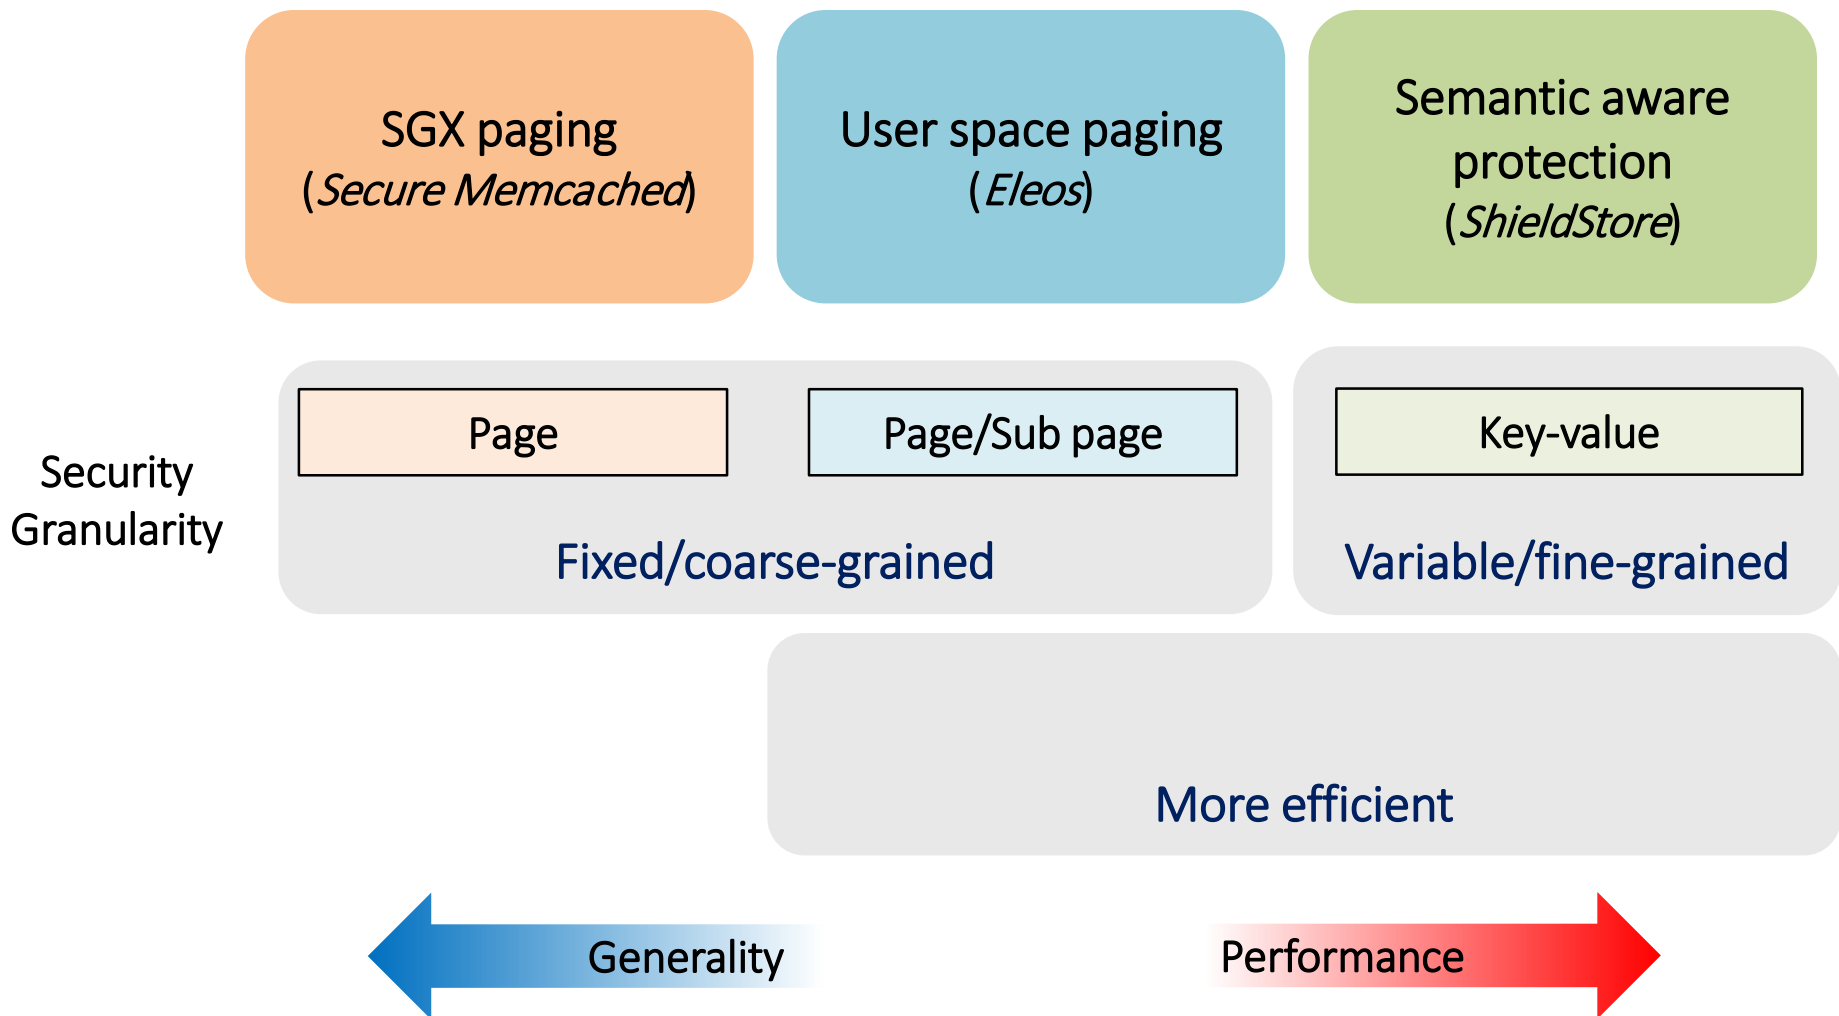 SGX paging
(Secure Memcached)
User space paging
(Eleos)
Semantic aware
protection
(ShieldStore)
Security
Granularity
Page
Page/Sub page
Key-value
Fixed/coarse-grained
Variable/fine-grained
More efficient
Generality
Performance